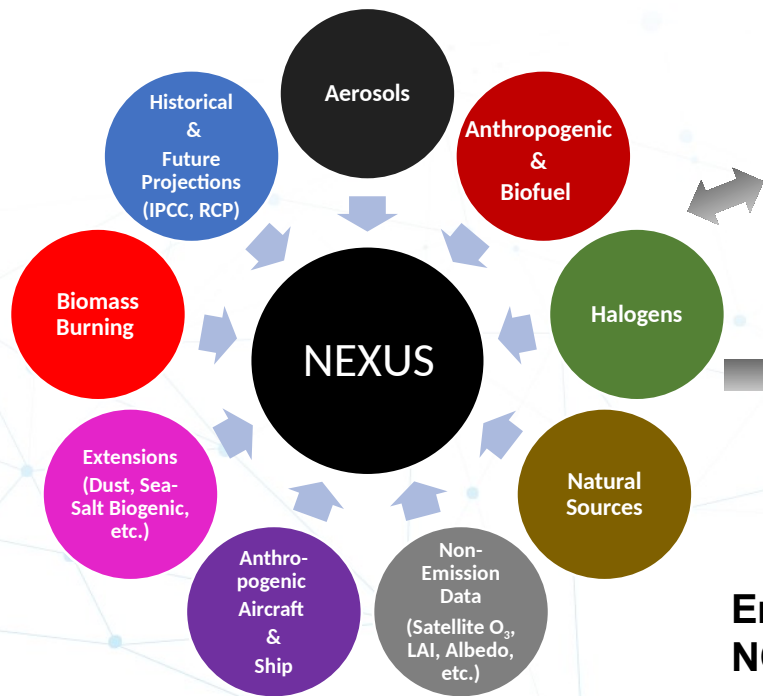 Aerosols
Historical
&
Future
Projections
(IPCC, RCP)
Anthropogenic
&
Biofuel
Biomass
Burning
NEXUS
Halogens
Extensions
(Dust, Sea-
Salt Biogenic,
etc.)
Natural
Sources
Anthro-
pogenic
Aircraft
&
Ship
Non-
Emission
Data
(Satellite O₃,
LAI, Albedo,
etc.)